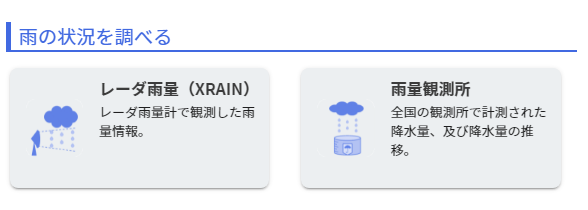 雨の状況を調べる
レーダ雨量（XRAIN）
レーダ雨量計で観測した雨
量情報。
雨量観測所
全国の観測所で計測された
降水量、及び降水量の推
移。